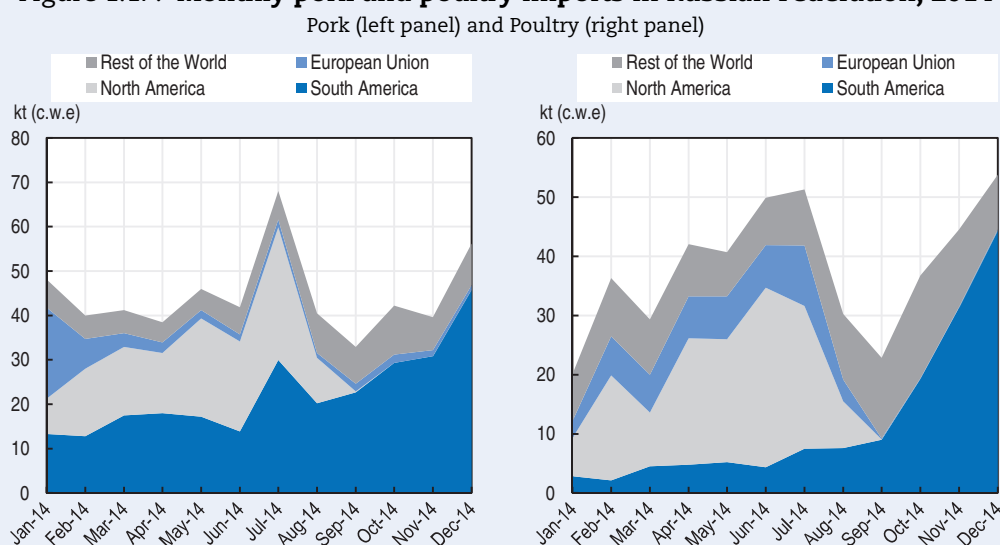 Pork (left panel) and Poultry (right panel)
Rest of the World European Union
North America South America
kt (c.w.e)
80
70
60
50
40
30
20
10
0
Jan-14 Feb-14 Mar-14 Apr-14 May-14 Jun-14 Jul-14 Aug-14 Sep-14 Oct-14 Nov-14 Dec-14
Rest of the World European Union
North America South America
kt (c.w.e)
60
50
40
30
20
10
0
Jan-14 Feb-14 Mar-14 Apr-14 May-14 Jun-14 Jul-14 Aug-14 Sep-14 Oct-14 Nov-14 Dec-14